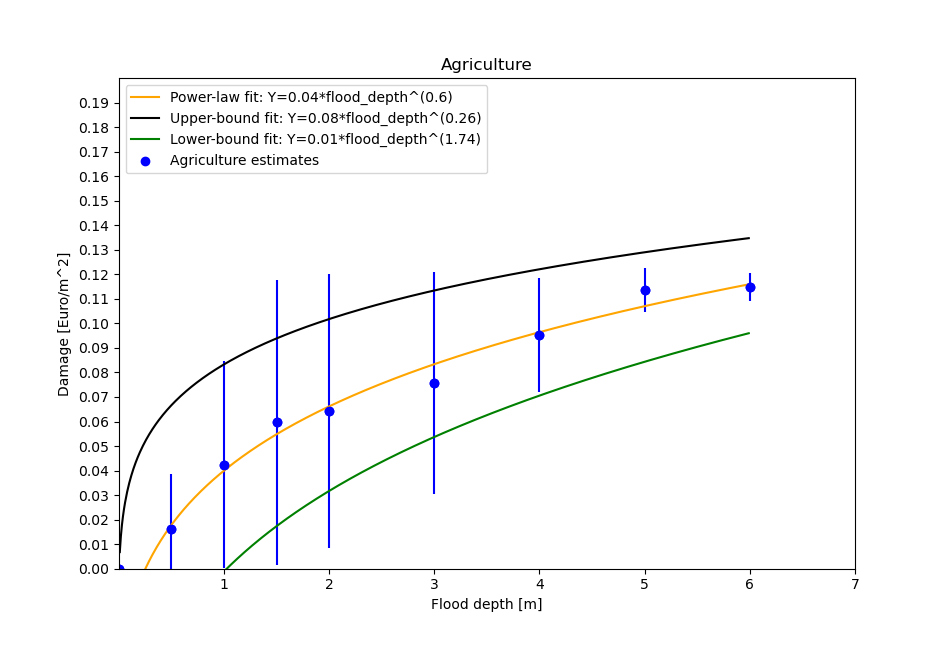 Agriculture
Power-law fit: Y=0.04*flood_depth^(0.6)
Upper-bound fit: Y=0.08*flood_depth^(0.26)
Lower-bound fit: Y=0.01*flood_depth^(1.74)
Agriculture estimates
0.19
0.18
0.17
0.16
0.15
0.14
0.13
0.12
0.11
0.10
0.09
0.08
0.07
0.06
0.05
0.04
0.03
0.02
0.01
0.00
Damage [Euro/m^2]
1 2 3 4 5 6 7
Flood depth [m]